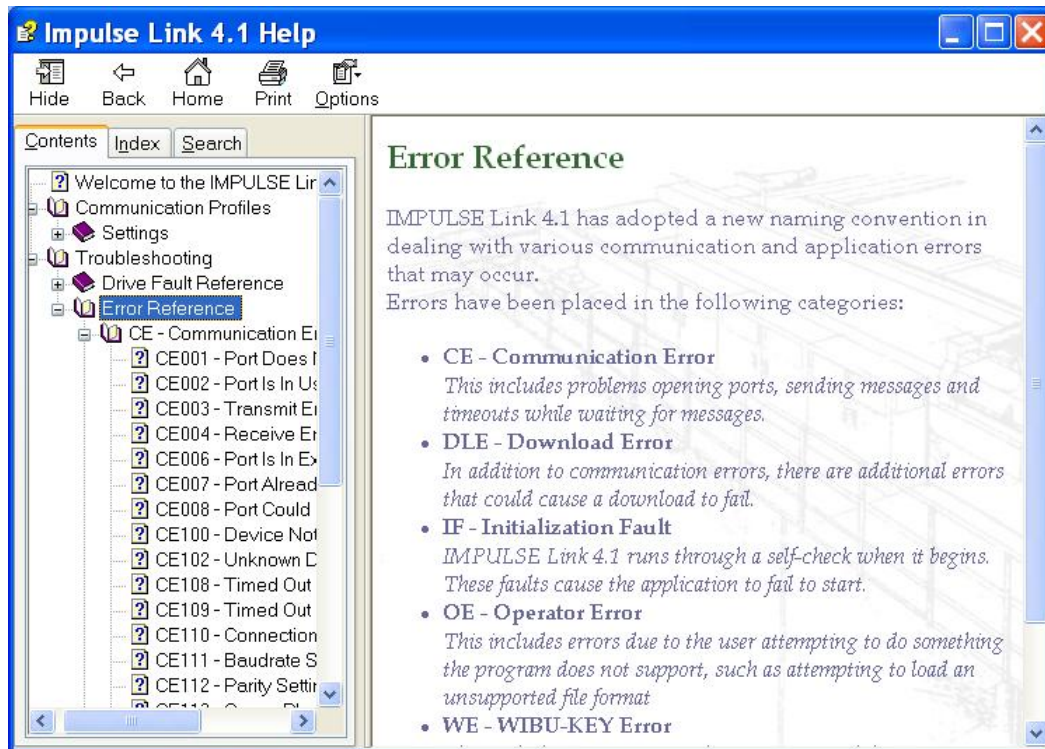 Impulse Link 4.1 Help
Hide Back Home Print Options
Contents Index Search
Welcome to the IMPULSE Lir
Communication Profiles
Settings
Troubleshooting
Drive Fault Reference
Error Reference
CE - Communication
CE001 - Port Does
CE002 - Port Is In
CE003 - Transmit
CE004 - Receive
CE006 - Port Is In
CE007 - Port Alread
CE008 - Port Could
CE100 - Device Not
CE102 - Unknown
CE108 - Timed Out
CE109 - Timed Out
CE110 - Connection
CE111 - Baudrate S
CE112 - Parity Settin
Error Reference
IMPULSE Link 4.1 has adopted a new naming convention in
dealing with various communication and application errors
that may occur.
Errors have been placed in the following categories:
• CE - Communication Error
This includes problems opening ports, sending messages and
timeouts while waiting for messages.
• DLE - Download Error
In addition to communication errors, there are additional errors
that could cause a download to fail.
• IF - Initialization Fault
IMPULSE Link 4.1 runs through a self-check when it begins.
These faults cause the application to fail to start.
• OE - Operator Error
This includes errors due to the user attempting to do something
the program does not support, such as attempting to load an
unsupported file format
• WE - WIBU-KEY Error